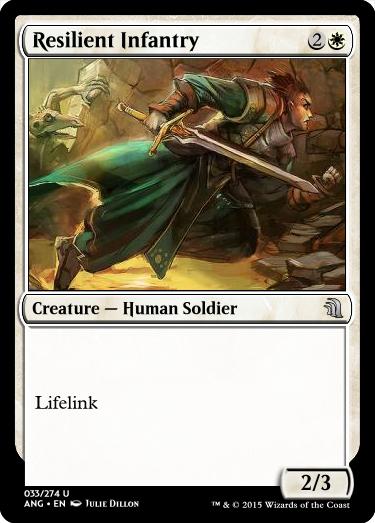 Resilient Infantry 2
Creature — Human Soldier
Lifelink
2/3
033/274 U
ANG • EN Julie Dillon ™ & © 2015 Wizards of the Coast